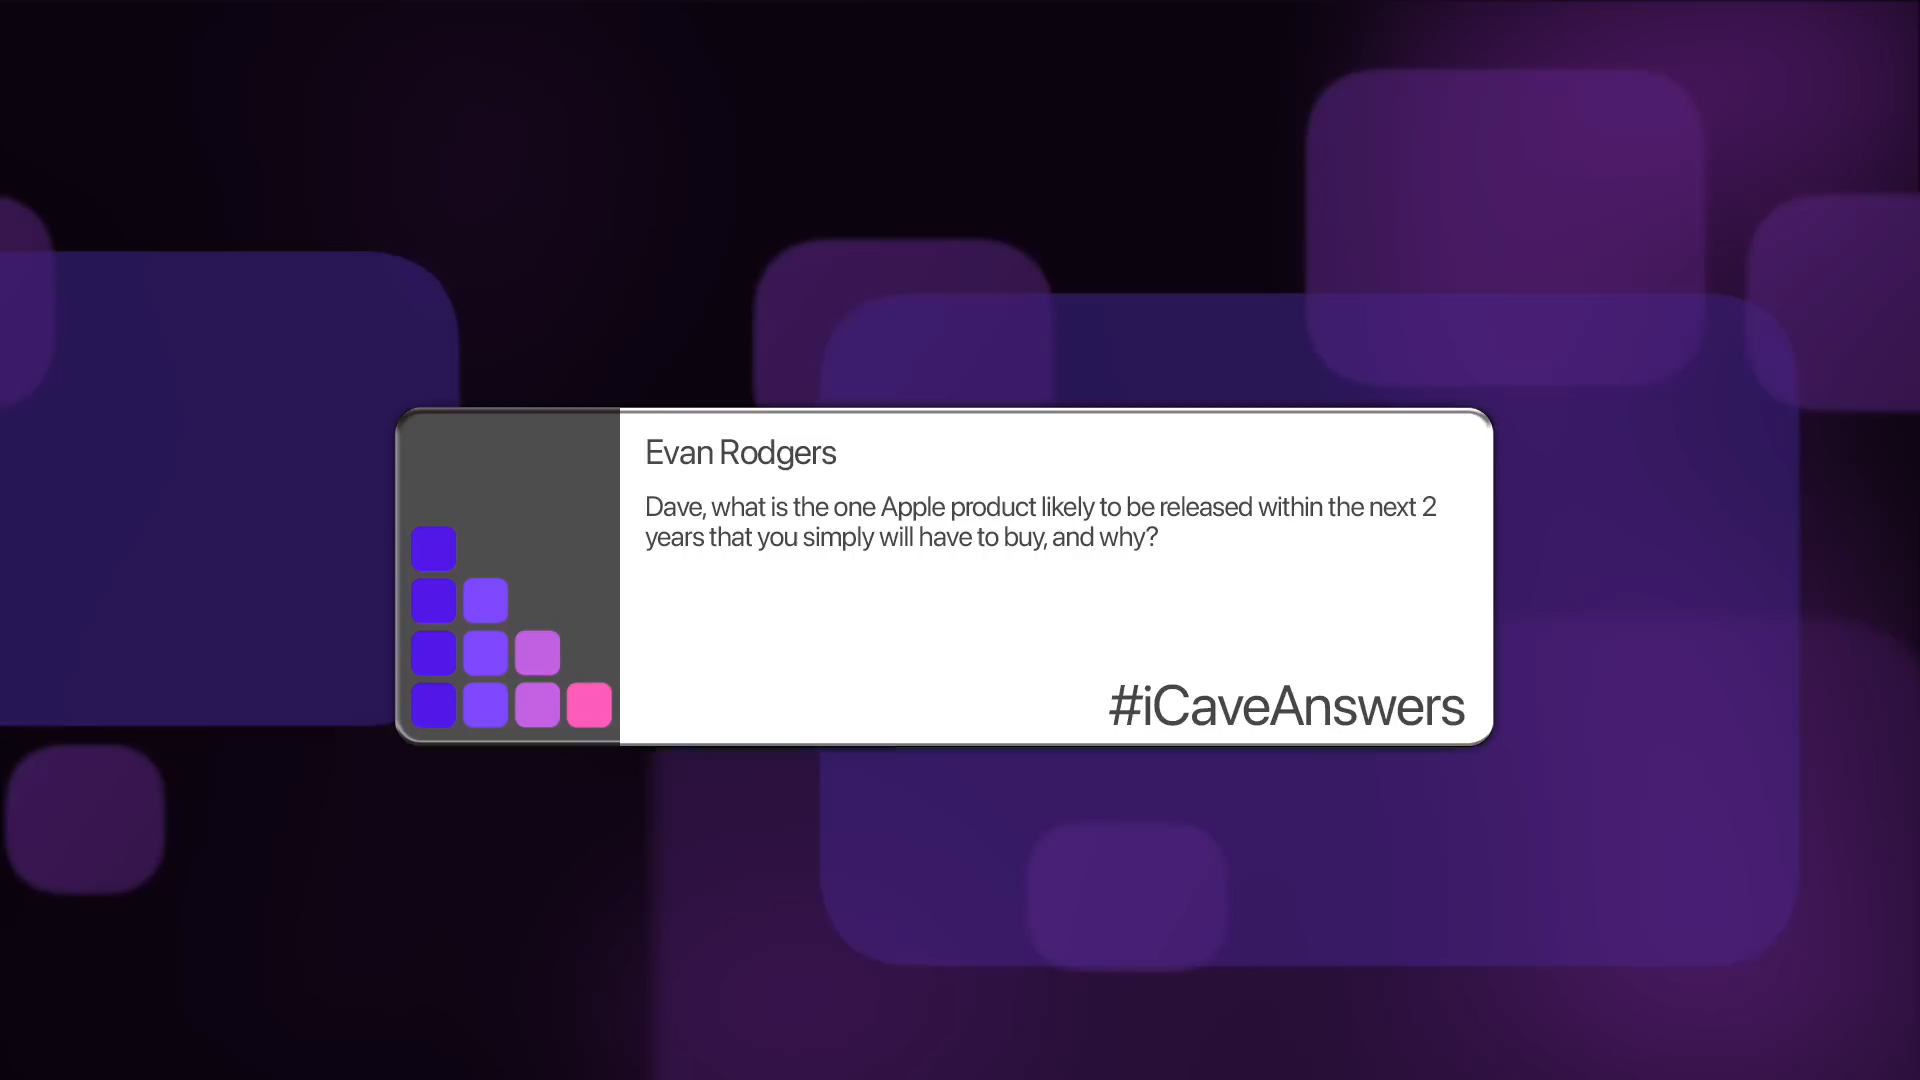 Evan Rodgers
Dave, what is the one Apple product likely to be released within the next 2
years that you simply will have to buy, and why?
#iCaveAnswers